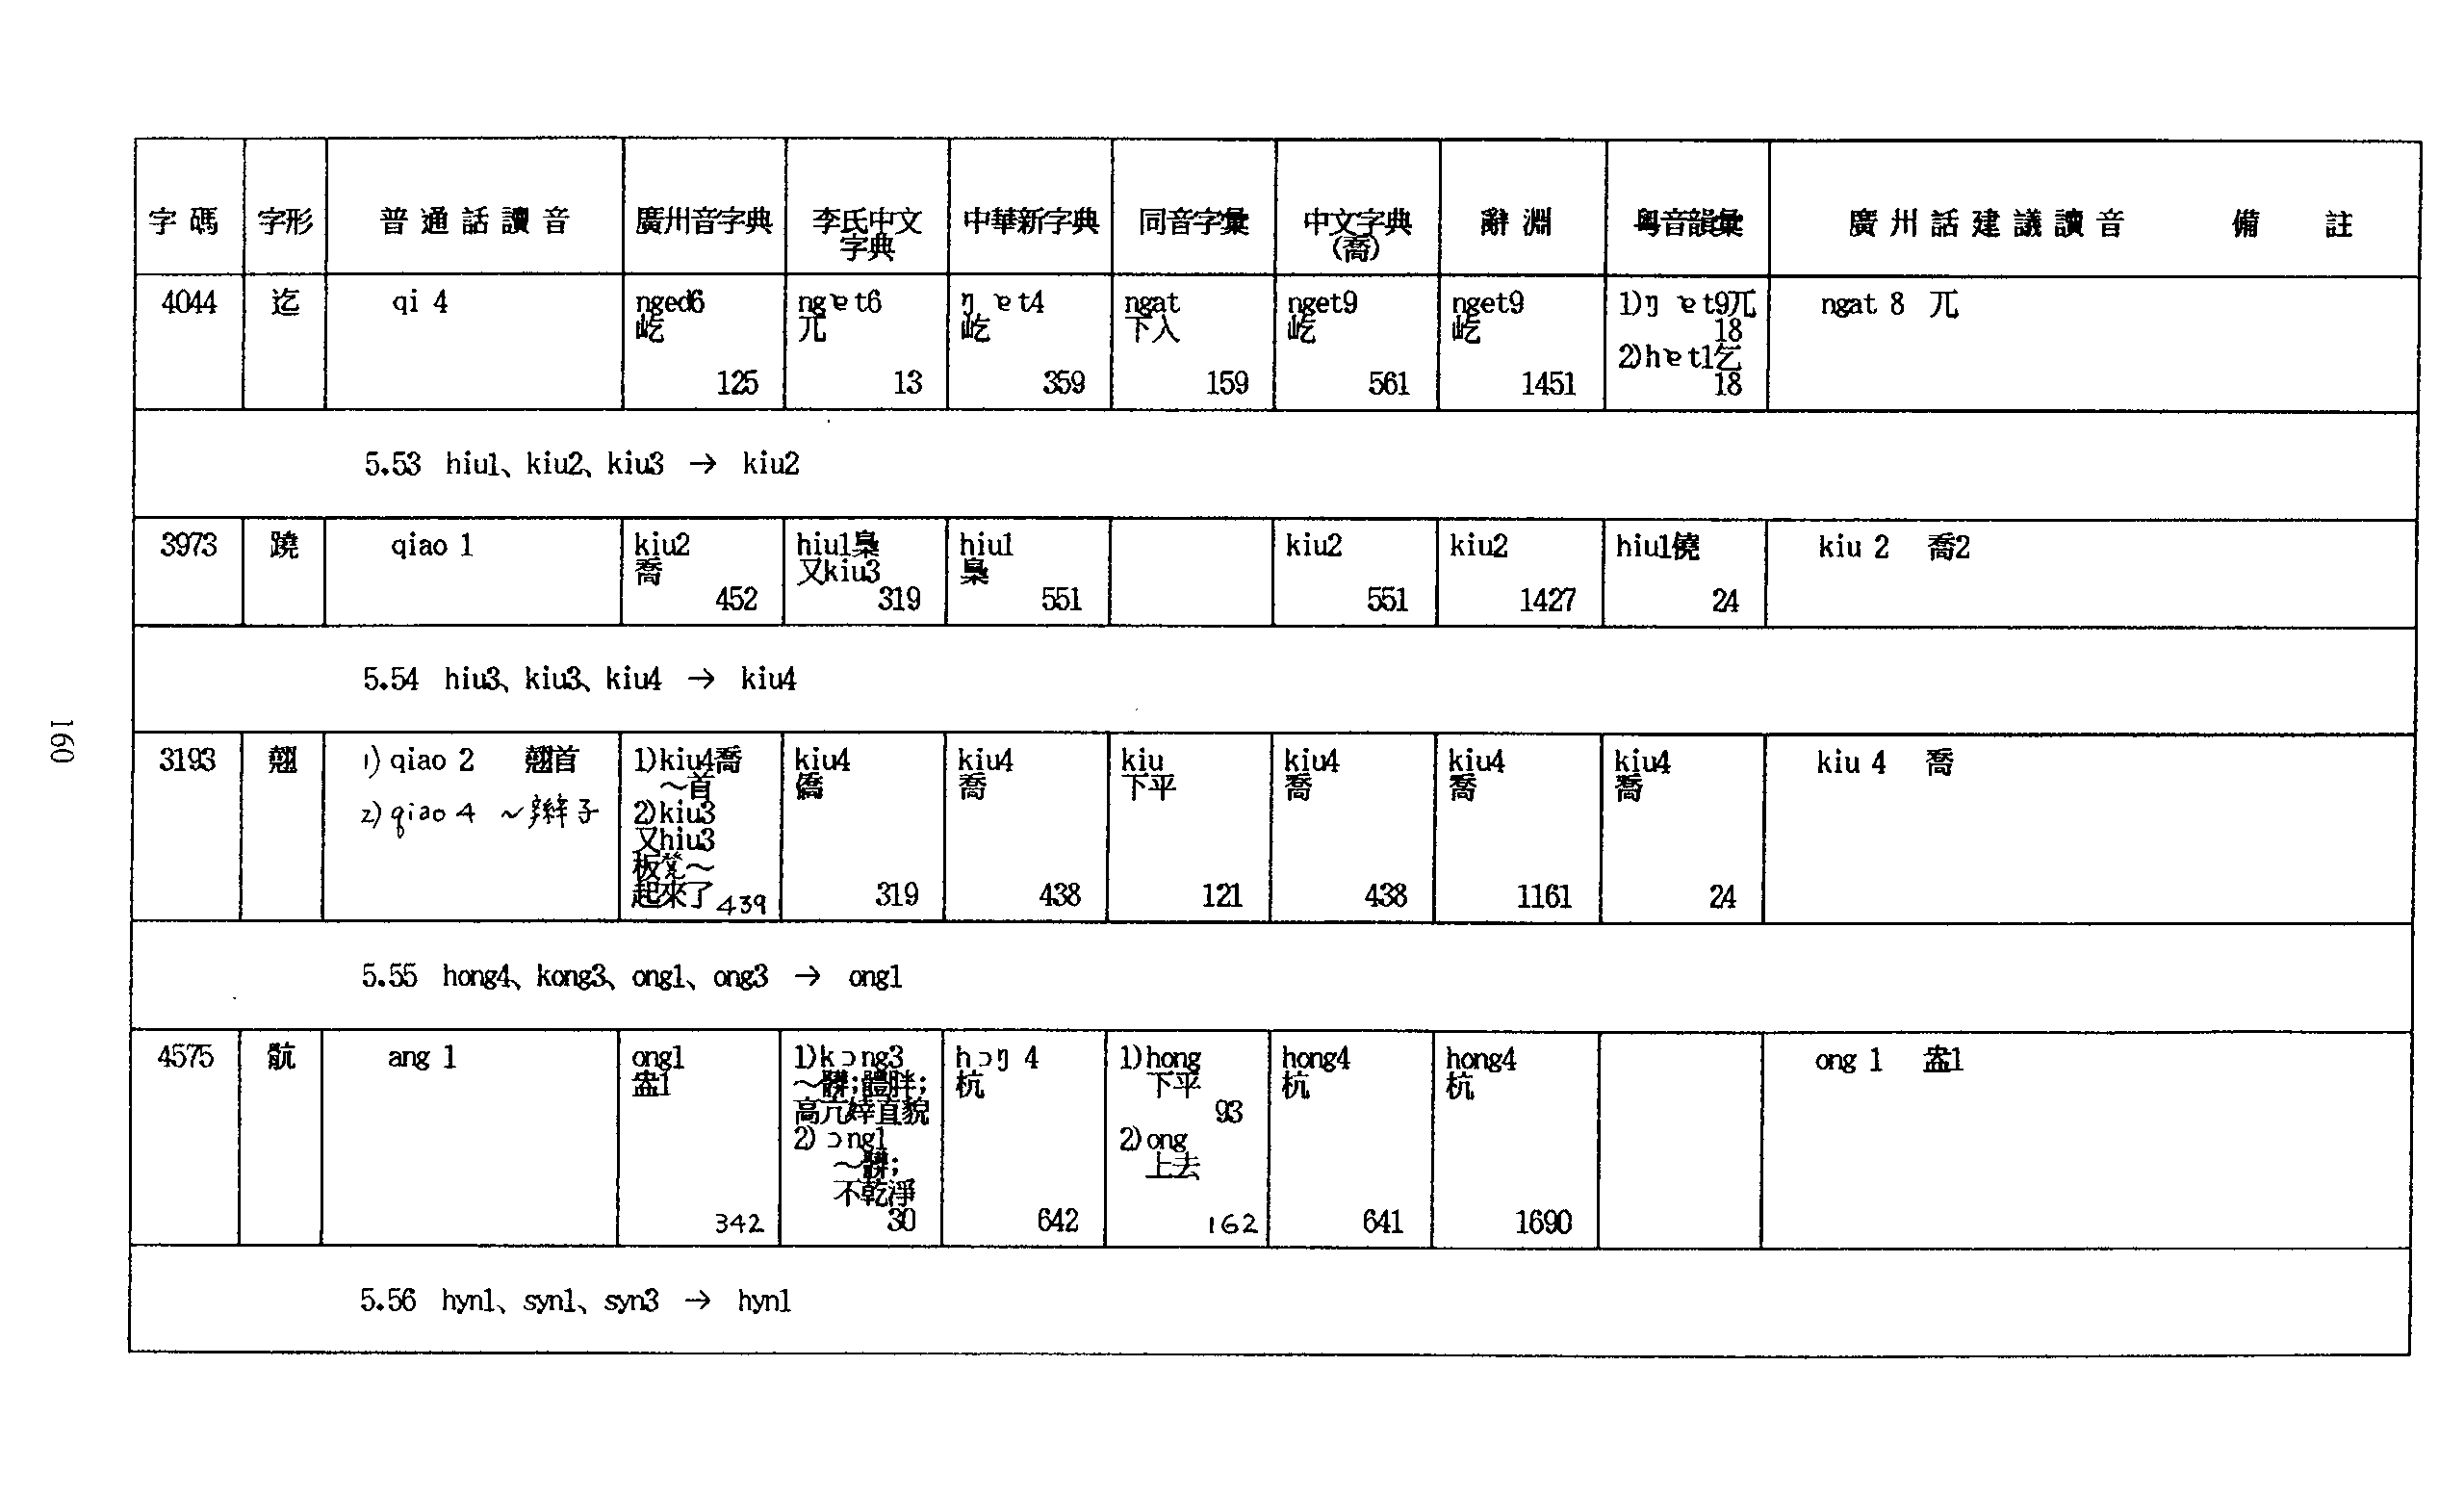 字碼 字形 普通話讀音 廣州音字典 李氏中文字典 中華新字典 同音字彙 中文字典(喬) 辭淵 粵音韻彙 廣州話建議讀音 備註
4044 迄 qi 4 nged6 屹 125 ngɐt6 兀 13 ŋɐt4 屹 359 ngat 下入 159 nget9 屹 561 nget9 屹 1451 1)ŋɐt9兀 18 2)hɐt1乞 18 ngat 8 兀
5.53 hiu1、kiu2、kiu3 → kiu2
3973 蹺 qiao 1 kiu2 喬 452 hiu1梟 又kiu3 319 hiu1 梟 551 kiu2 551 kiu2 1427 hiu1僥 24 kiu 2 喬2
5.54 hiu3、kiu3、kiu4 → kiu4
3193 翹 1) qiao 2 翹首 2) qiao 4 ~辮子 1)kiu4喬 ~首 2)kiu3 又hiu3 板凳~ 起來了 439 kiu4 僑 319 kiu4 喬 438 kiu 下平 121 kiu4 喬 438 kiu4 喬 1161 kiu4 喬 24 kiu 4 喬
5.55 hong4、kong3、ong1、ong3 → ong1
4575 骯 ang 1 ong1 盎1 342 1)kɔng3 ~髒;體胖; 高亢婞直貌 2)ɔng1 ~髒; 不乾淨 30 hɔŋ 4 杭 642 1)hong 下平 93 2)ong 上去 162 hong4 杭 641 hong4 杭 1690 ong 1 盎1
5.56 hyn1、syn1、syn3 → hyn1
160